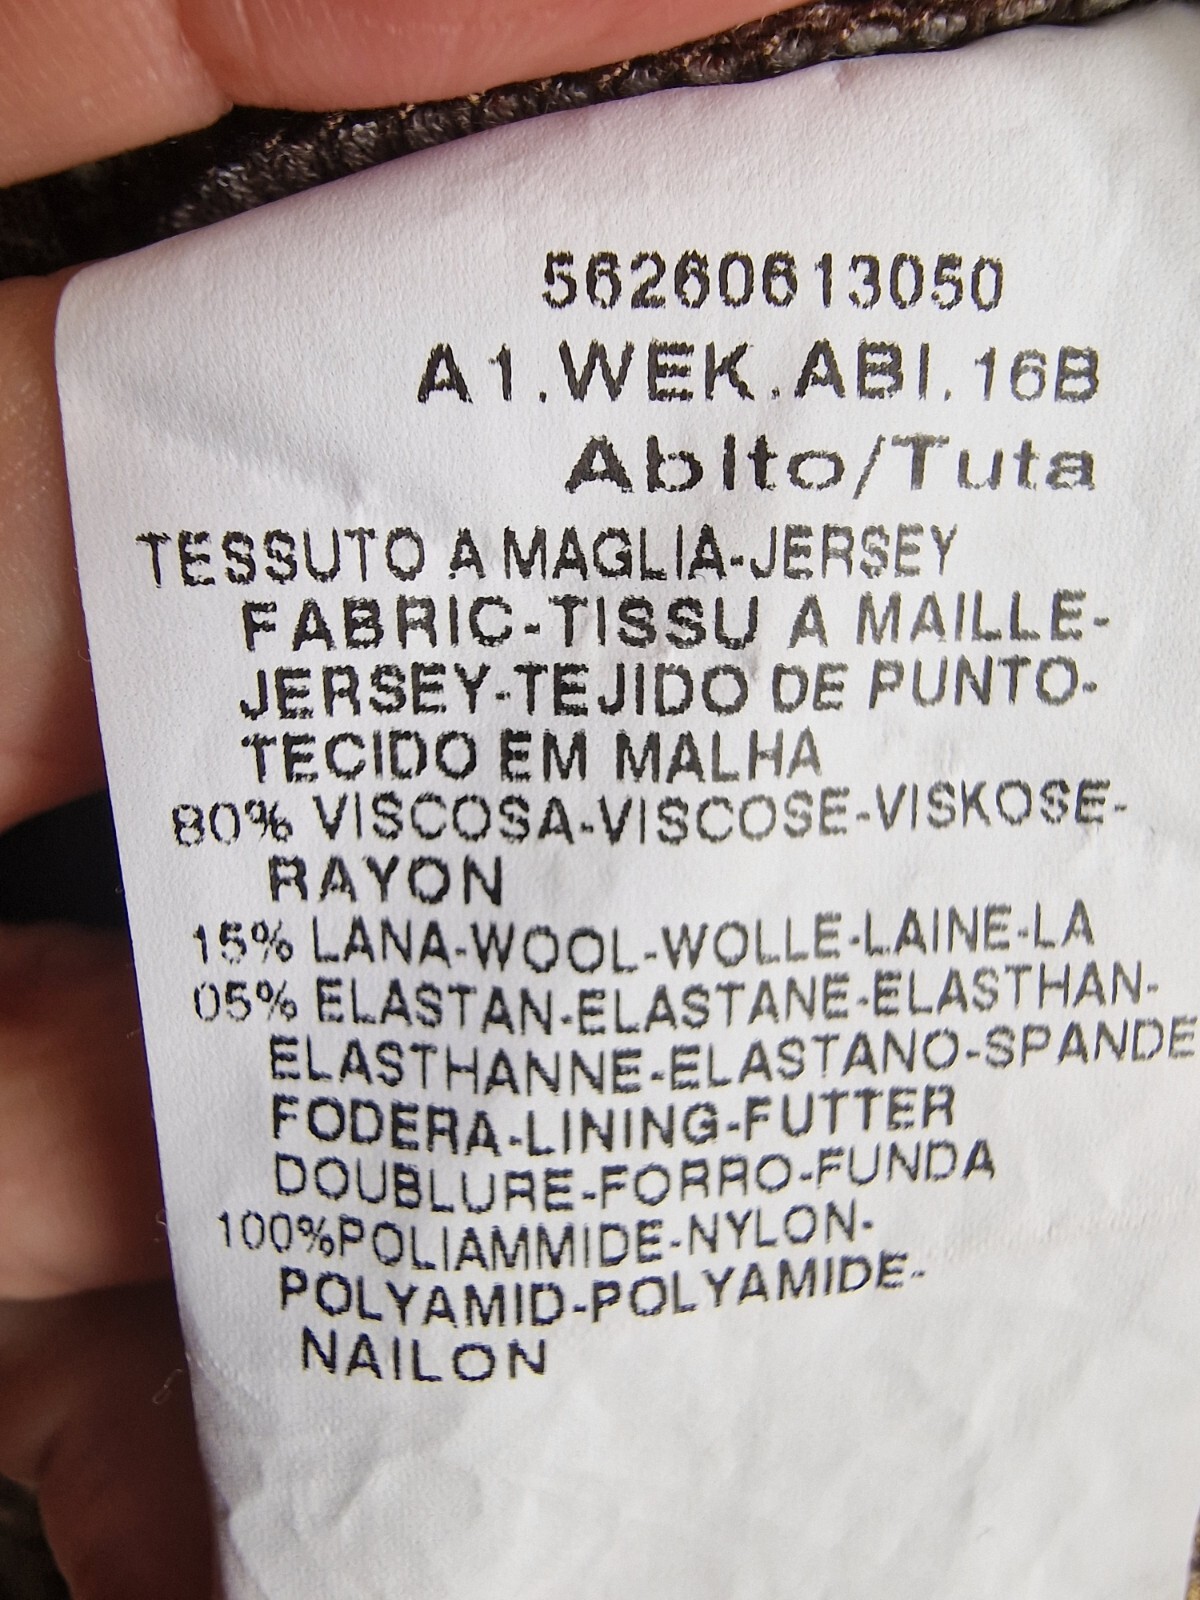 56260613050
A1.WEK.ABI.16B
Abito/Tuta
TESSUTO A MAGLIA-JERSEY
FABRIC-TISSU A MAILLE-
JERSEY-TEJIDO DE PUNTO-
TECIDO EM MALHA
80% VISCOSA-VISCOSE-VISKOSE-
RAYON
15% LANA-WOOL-WOLLE-LAINE-LA
05% ELASTAN-ELASTANE-ELASTHAN-
ELASTHANNE-ELASTANO-SPANDE
FODERA-LINING-FUTTER
DOUBLURE-FORRO-FUNDA
100%POLIAMMIDE-NYLON-
POLYAMID-POLYAMIDE-
NAILON